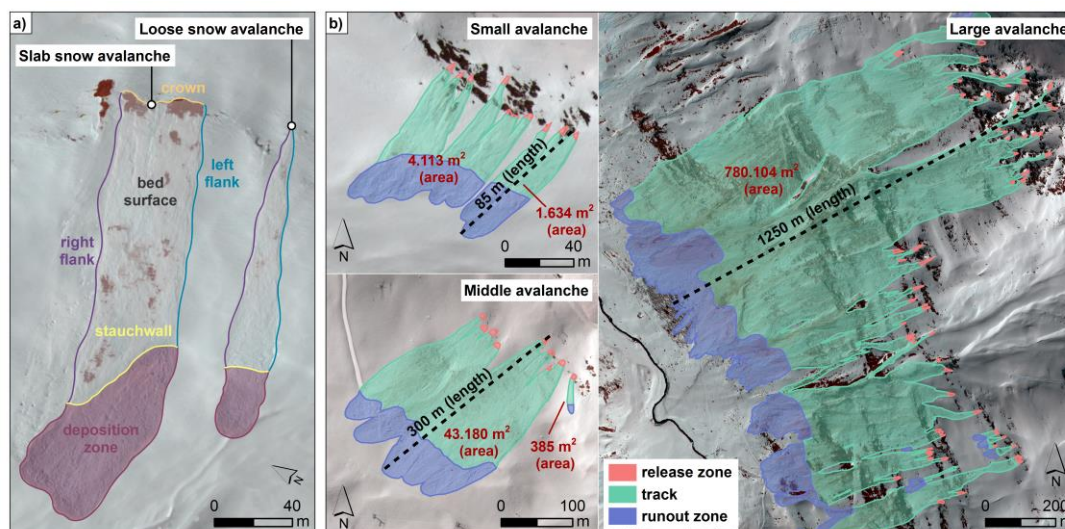 a)
Loose snow avalanche
Slab snow avalanche
crown
left
flank
bed
surface
right
flank
stauchwall
deposition
zone
N
0 40
m
b)
Small avalanche
4.113 m²
(area)
85 m (length)
1.634 m²
(area)
N
0 40
m
Middle avalanche
300 m (length)
43.180 m²
(area)
385 m²
(area)
N
0 100
m
Large avalanche
780.104 m²
(area)
1250 m (length)
release zone
track
runout zone
N
0 200
m